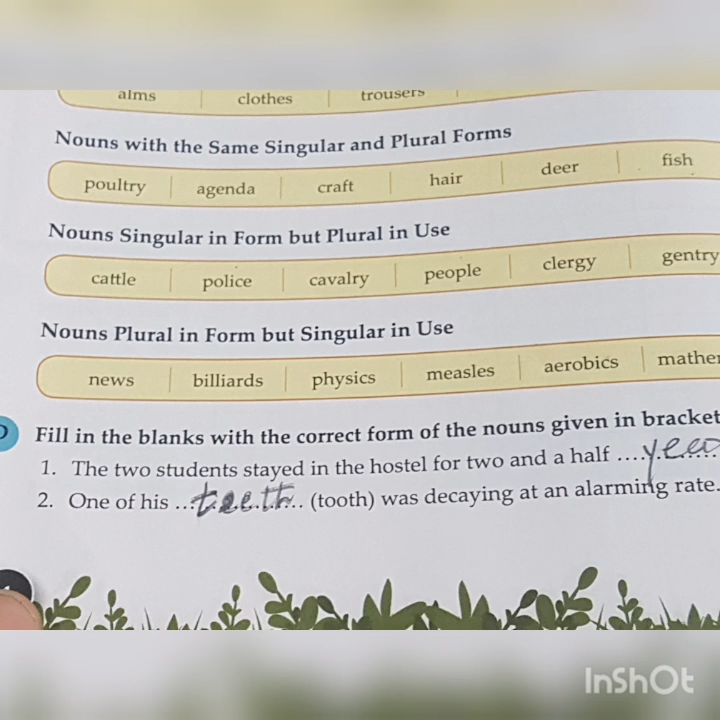 alms clothes trousers
Nouns with the Same Singular and Plural Forms
poultry agenda craft hair deer fish
Nouns Singular in Form but Plural in Use
cattle police cavalry people clergy gentry
Nouns Plural in Form but Singular in Use
news billiards physics measles aerobics mathe
Fill in the blanks with the correct form of the nouns given in bracket
1. The two students stayed in the hostel for two and a half ....
2. One of his ...teeth... (tooth) was decaying at an alarming rate.
InShOt